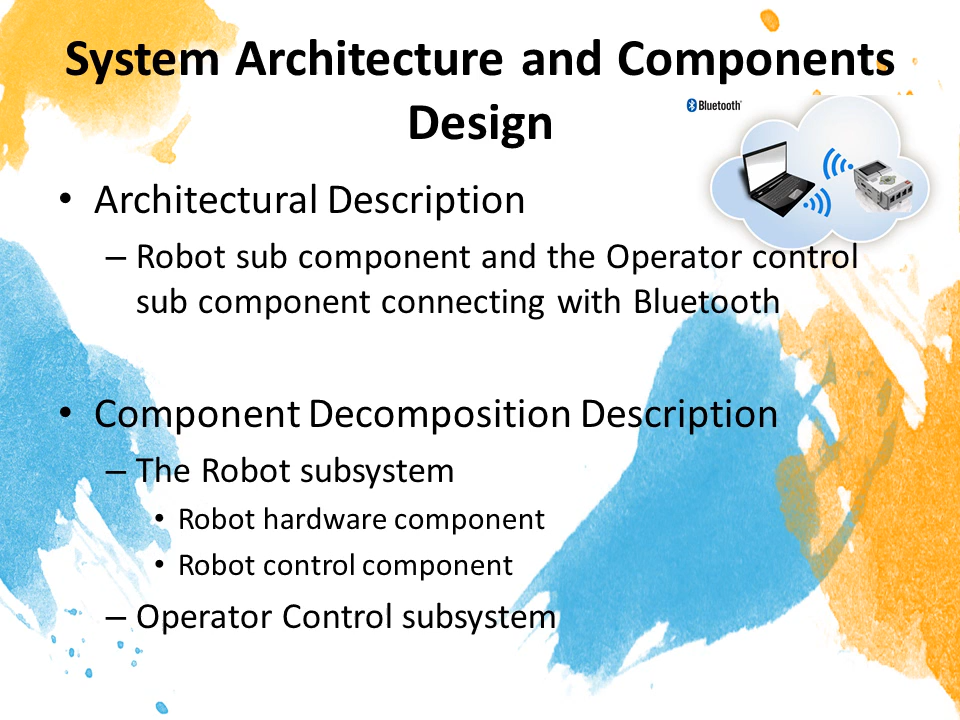 System Architecture and Components
Design
Bluetooth
• Architectural Description
– Robot sub component and the Operator control
sub component connecting with Bluetooth
• Component Decomposition Description
– The Robot subsystem
• Robot hardware component
• Robot control component
– Operator Control subsystem